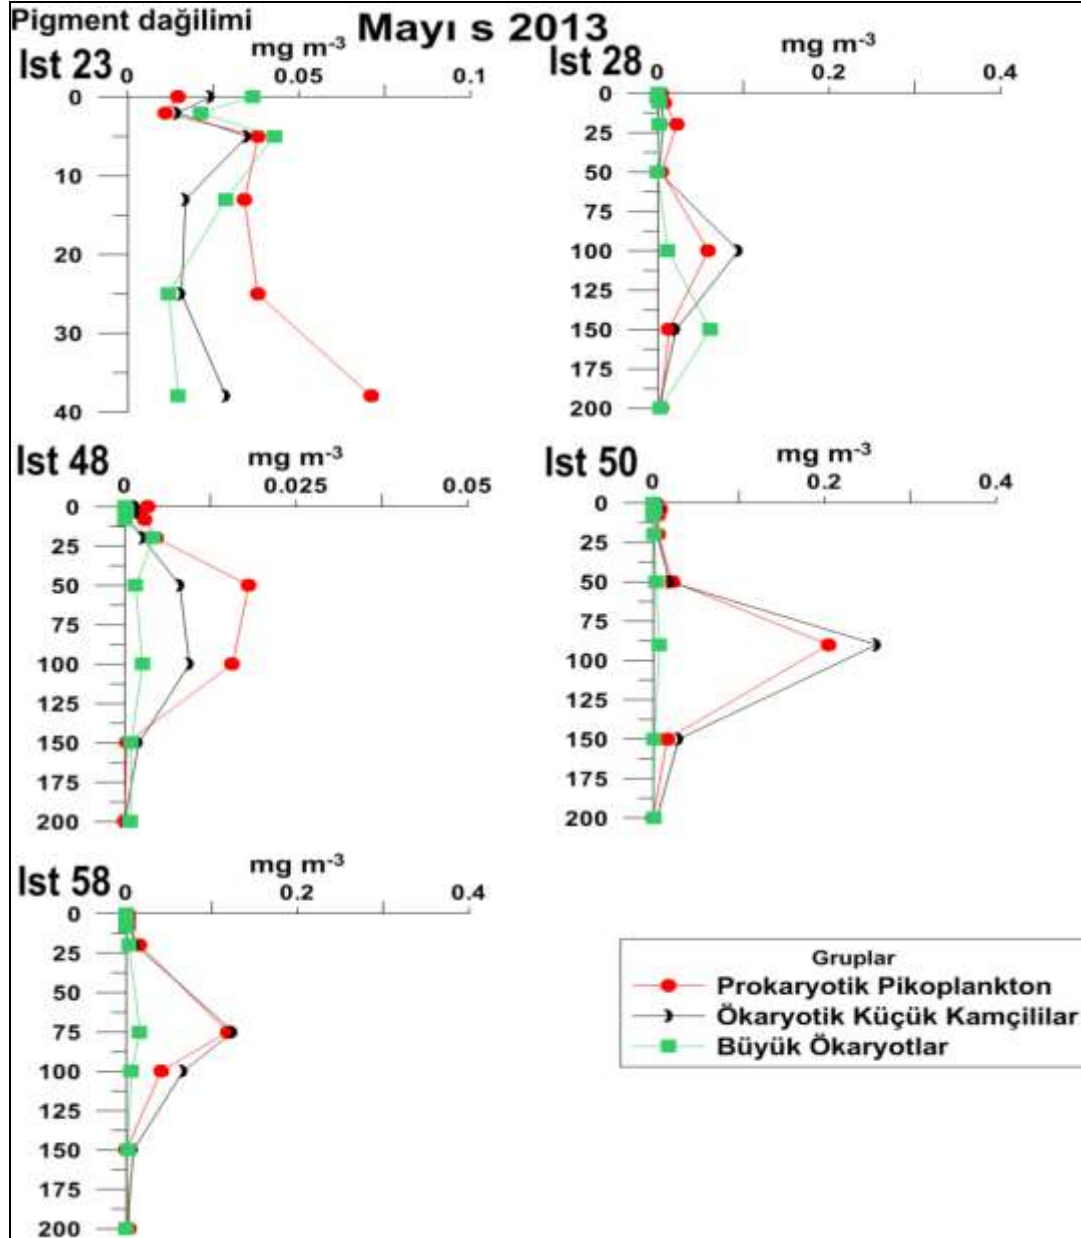 Pigment dağilimi
Mayı s 2013
Ist 23
mg m-3
0 0.05 0.1
0
10
20
30
40
Ist 28
mg m-3
0 0.2 0.4
0
25
50
75
100
125
150
175
200
Ist 48
mg m-3
0 0.025 0.05
0
25
50
75
100
125
150
175
200
Ist 50
mg m-3
0 0.2 0.4
0
25
50
75
100
125
150
175
200
Ist 58
mg m-3
0 0.2 0.4
0
25
50
75
100
125
150
175
200
Gruplar
Prokaryotik Pikoplankton
Ökaryotik Küçük Kamçililar
Büyük Ökaryotlar